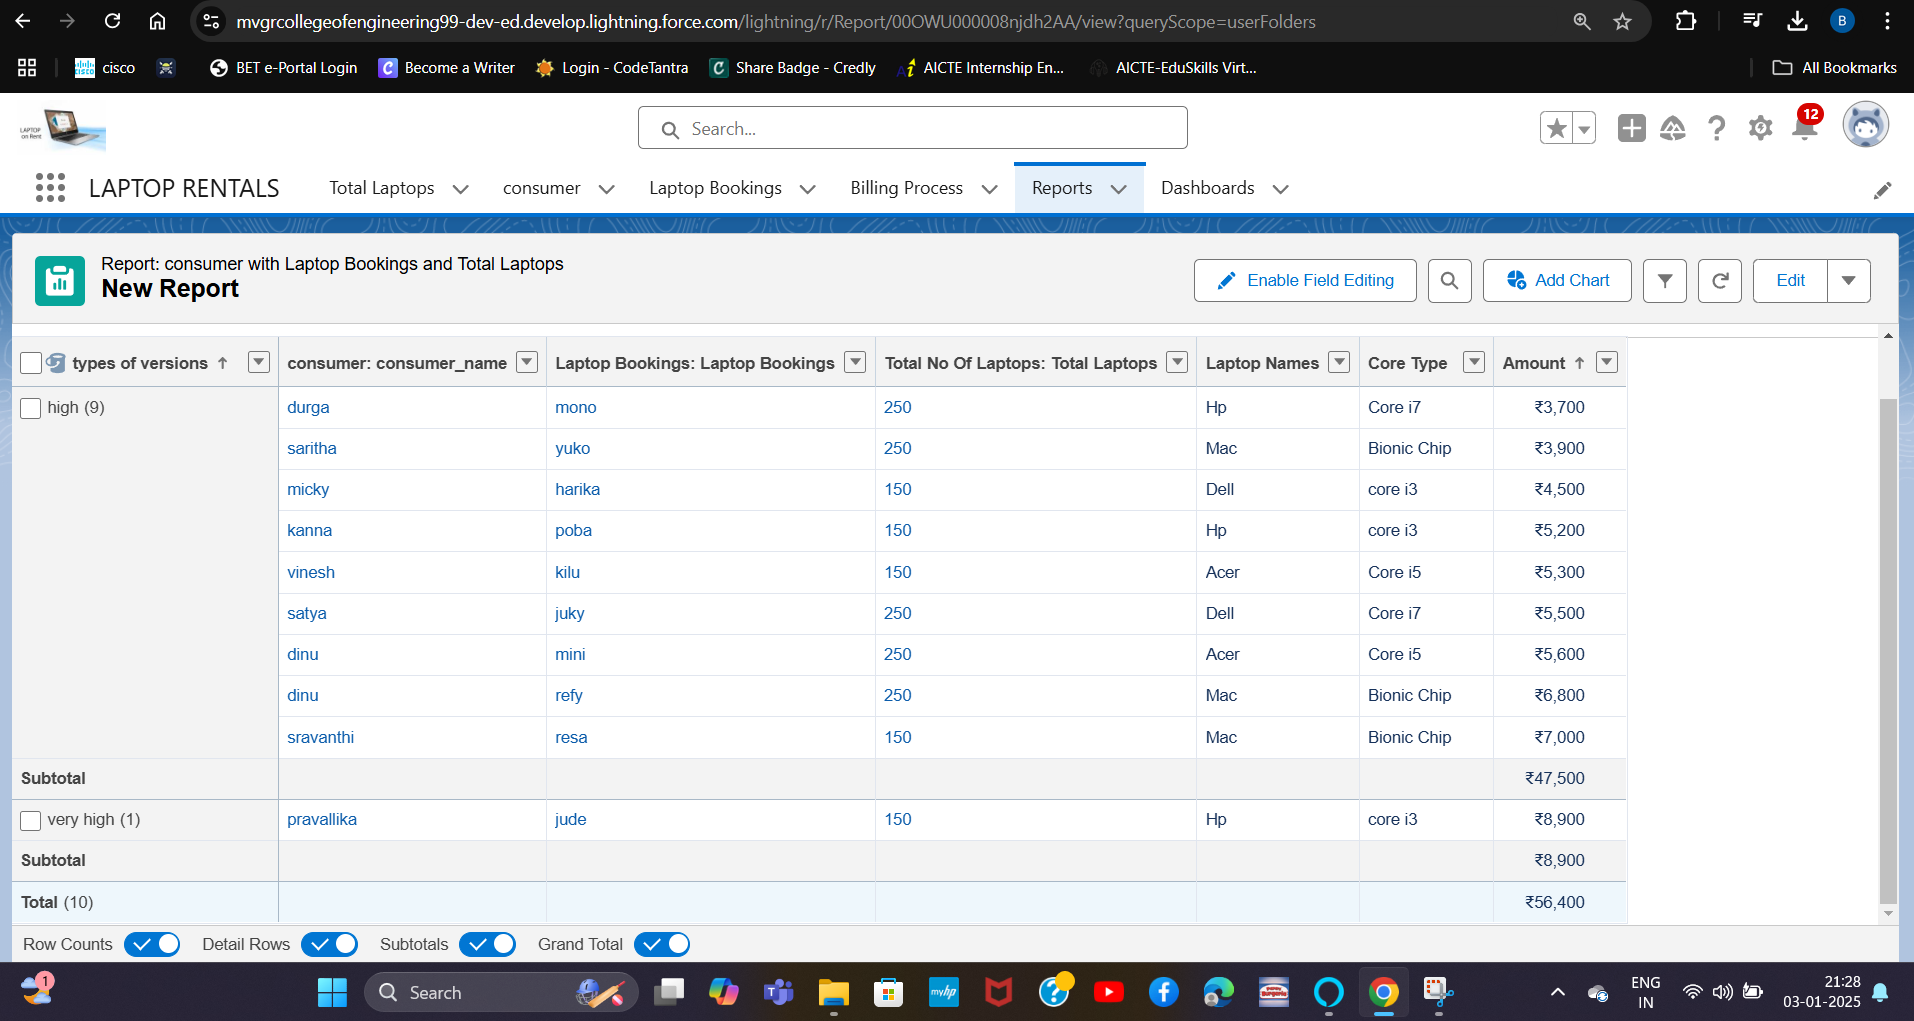 mvgrcollegeofengineering99-dev-ed.develop.lightning.force.com/lightning/r/Report/00OWU000008njdh2AA/view?queryScope=userFolders B
cisco BET e-Portal Login Become a Writer Login - CodeTantra Share Badge - Credly AICTE Internship En... AICTE-EduSkills Virt... All Bookmarks
LAPTOP on Rent Search... 12
LAPTOP RENTALS Total Laptops consumer Laptop Bookings Billing Process Reports Dashboards
Report: consumer with Laptop Bookings and Total Laptops
New Report Enable Field Editing Add Chart Edit
types of versions ↑ consumer: consumer_name Laptop Bookings: Laptop Bookings Total No Of Laptops: Total Laptops Laptop Names Core Type Amount ↑
high (9) durga mono 250 Hp Core i7 ₹3,700
saritha yuko 250 Mac Bionic Chip ₹3,900
micky harika 150 Dell core i3 ₹4,500
kanna poba 150 Hp core i3 ₹5,200
vinesh kilu 150 Acer Core i5 ₹5,300
satya juky 250 Dell Core i7 ₹5,500
dinu mini 250 Acer Core i5 ₹5,600
dinu refy 250 Mac Bionic Chip ₹6,800
sravanthi resa 150 Mac Bionic Chip ₹7,000
Subtotal ₹47,500
very high (1) pravallika jude 150 Hp core i3 ₹8,900
Subtotal ₹8,900
Total (10) ₹56,400
Row Counts Detail Rows Subtotals Grand Total
1 Search myhp ENG IN 21:28
03-01-2025